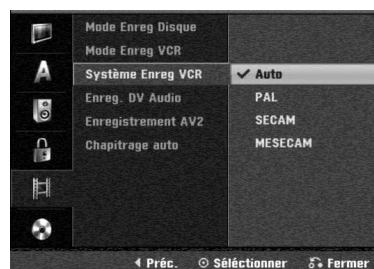 Mode Enreg Disque
Mode Enreg VCR
Système Enreg VCR
Enreg. DV Audio
Enregistrement AV2
Chapitrage auto
Auto
PAL
SECAM
MESECAM
Préc. Séléctionner Fermer